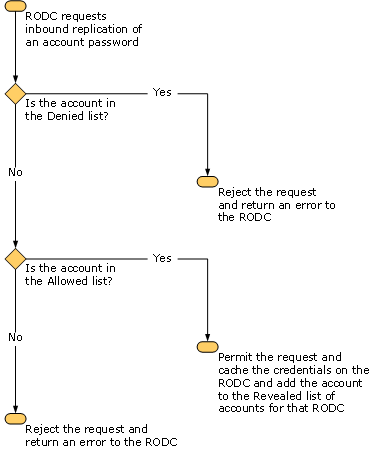 RODC requests
inbound replication of
an account password
Is the account in
the Denied list?
Yes
Reject the request
and return an error to
the RODC
No
Is the account in
the Allowed list?
Yes
Permit the request and
cache the credentials on the
RODC and add the account
to the Revealed list of
accounts for that RODC
No
Reject the request and
return an error to the RODC